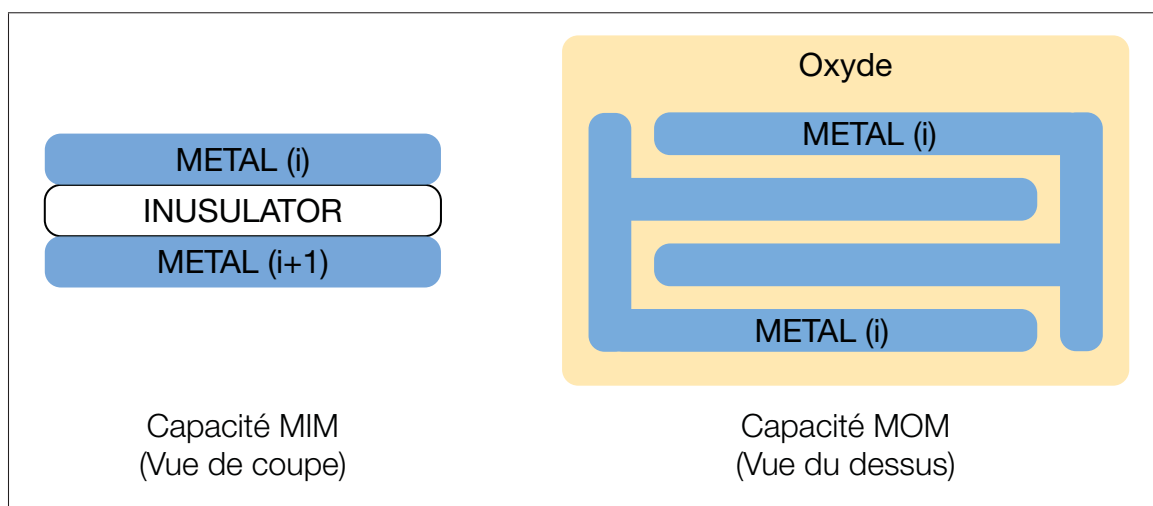 METAL (i)
INUSULATOR
METAL (i+1)
Capacité MIM
(Vue de coupe)
Oxyde
METAL (i)
METAL (i)
Capacité MOM
(Vue du dessus)